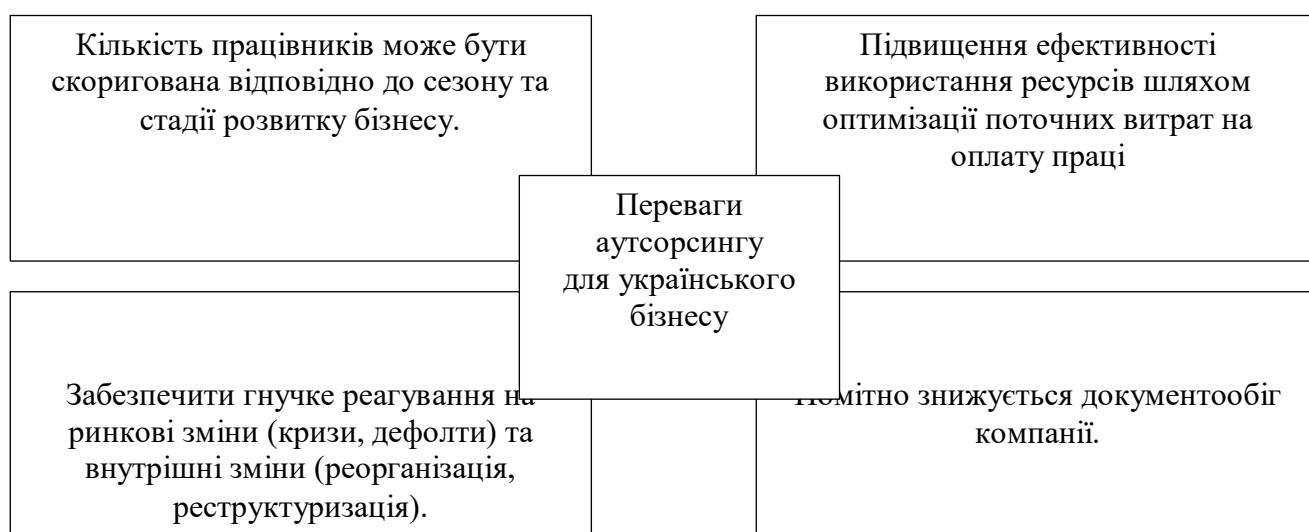 Кількість працівників може бути
скоригована відповідно до сезону та
стадії розвитку бізнесу.
Підвищення ефективності
використання ресурсів шляхом
оптимізації поточних витрат на
оплату праці
Переваги
аутсорсингу
для українського
бізнесу
Забезпечити гнучке реагування на
ринкові зміни (кризи, дефолти) та
внутрішні зміни (реорганізація,
реструктуризація).
Помітно знижується документообіг
компанії.